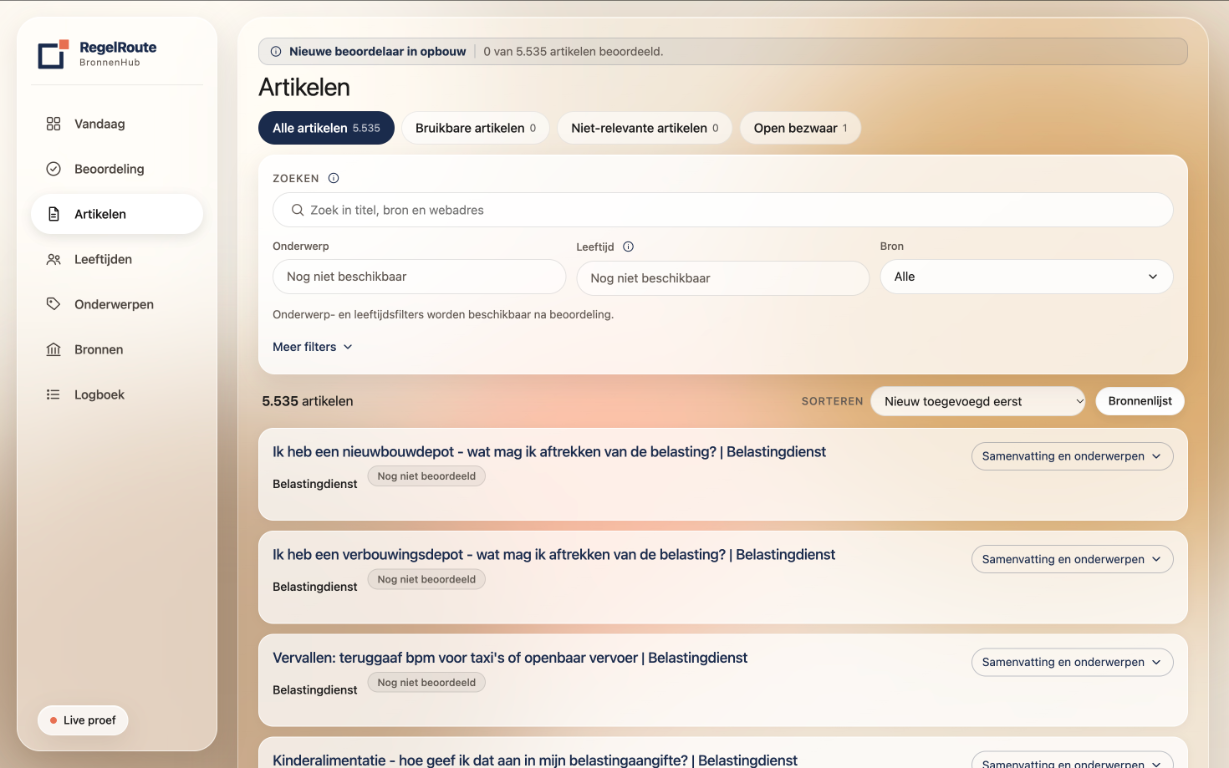 RegelRoute
BronnenHub
Vandaag
Beoordeling
Artikelen
Leeftijden
Onderwerpen
Bronnen
Logboek
Live proef
Nieuwe beoordelaar in opbouw | 0 van 5.535 artikelen beoordeeld.
Artikelen
Alle artikelen 5.535 Bruikbare artikelen 0 Niet-relevante artikelen 0 Open bezwaar 1
ZOEKEN
Zoek in titel, bron en webadres
Onderwerp Leeftijd Bron
Nog niet beschikbaar Nog niet beschikbaar Alle
Onderwerp- en leeftijdsfilters worden beschikbaar na beoordeling.
Meer filters
5.535 artikelen SORTEREN Nieuw toegevoegd eerst Bronnenlijst
Ik heb een nieuwbouwdepot - wat mag ik aftrekken van de belasting? | Belastingdienst Samenvatting en onderwerpen
Belastingdienst Nog niet beoordeeld
Ik heb een verbouwingsdepot - wat mag ik aftrekken van de belasting? | Belastingdienst Samenvatting en onderwerpen
Belastingdienst Nog niet beoordeeld
Vervallen: teruggaaf bpm voor taxi's of openbaar vervoer | Belastingdienst Samenvatting en onderwerpen
Belastingdienst Nog niet beoordeeld
Kinderalimentatie - hoe geef ik dat aan in mijn belastingaangifte? | Belastingdienst Samenvatting en onderwerpen